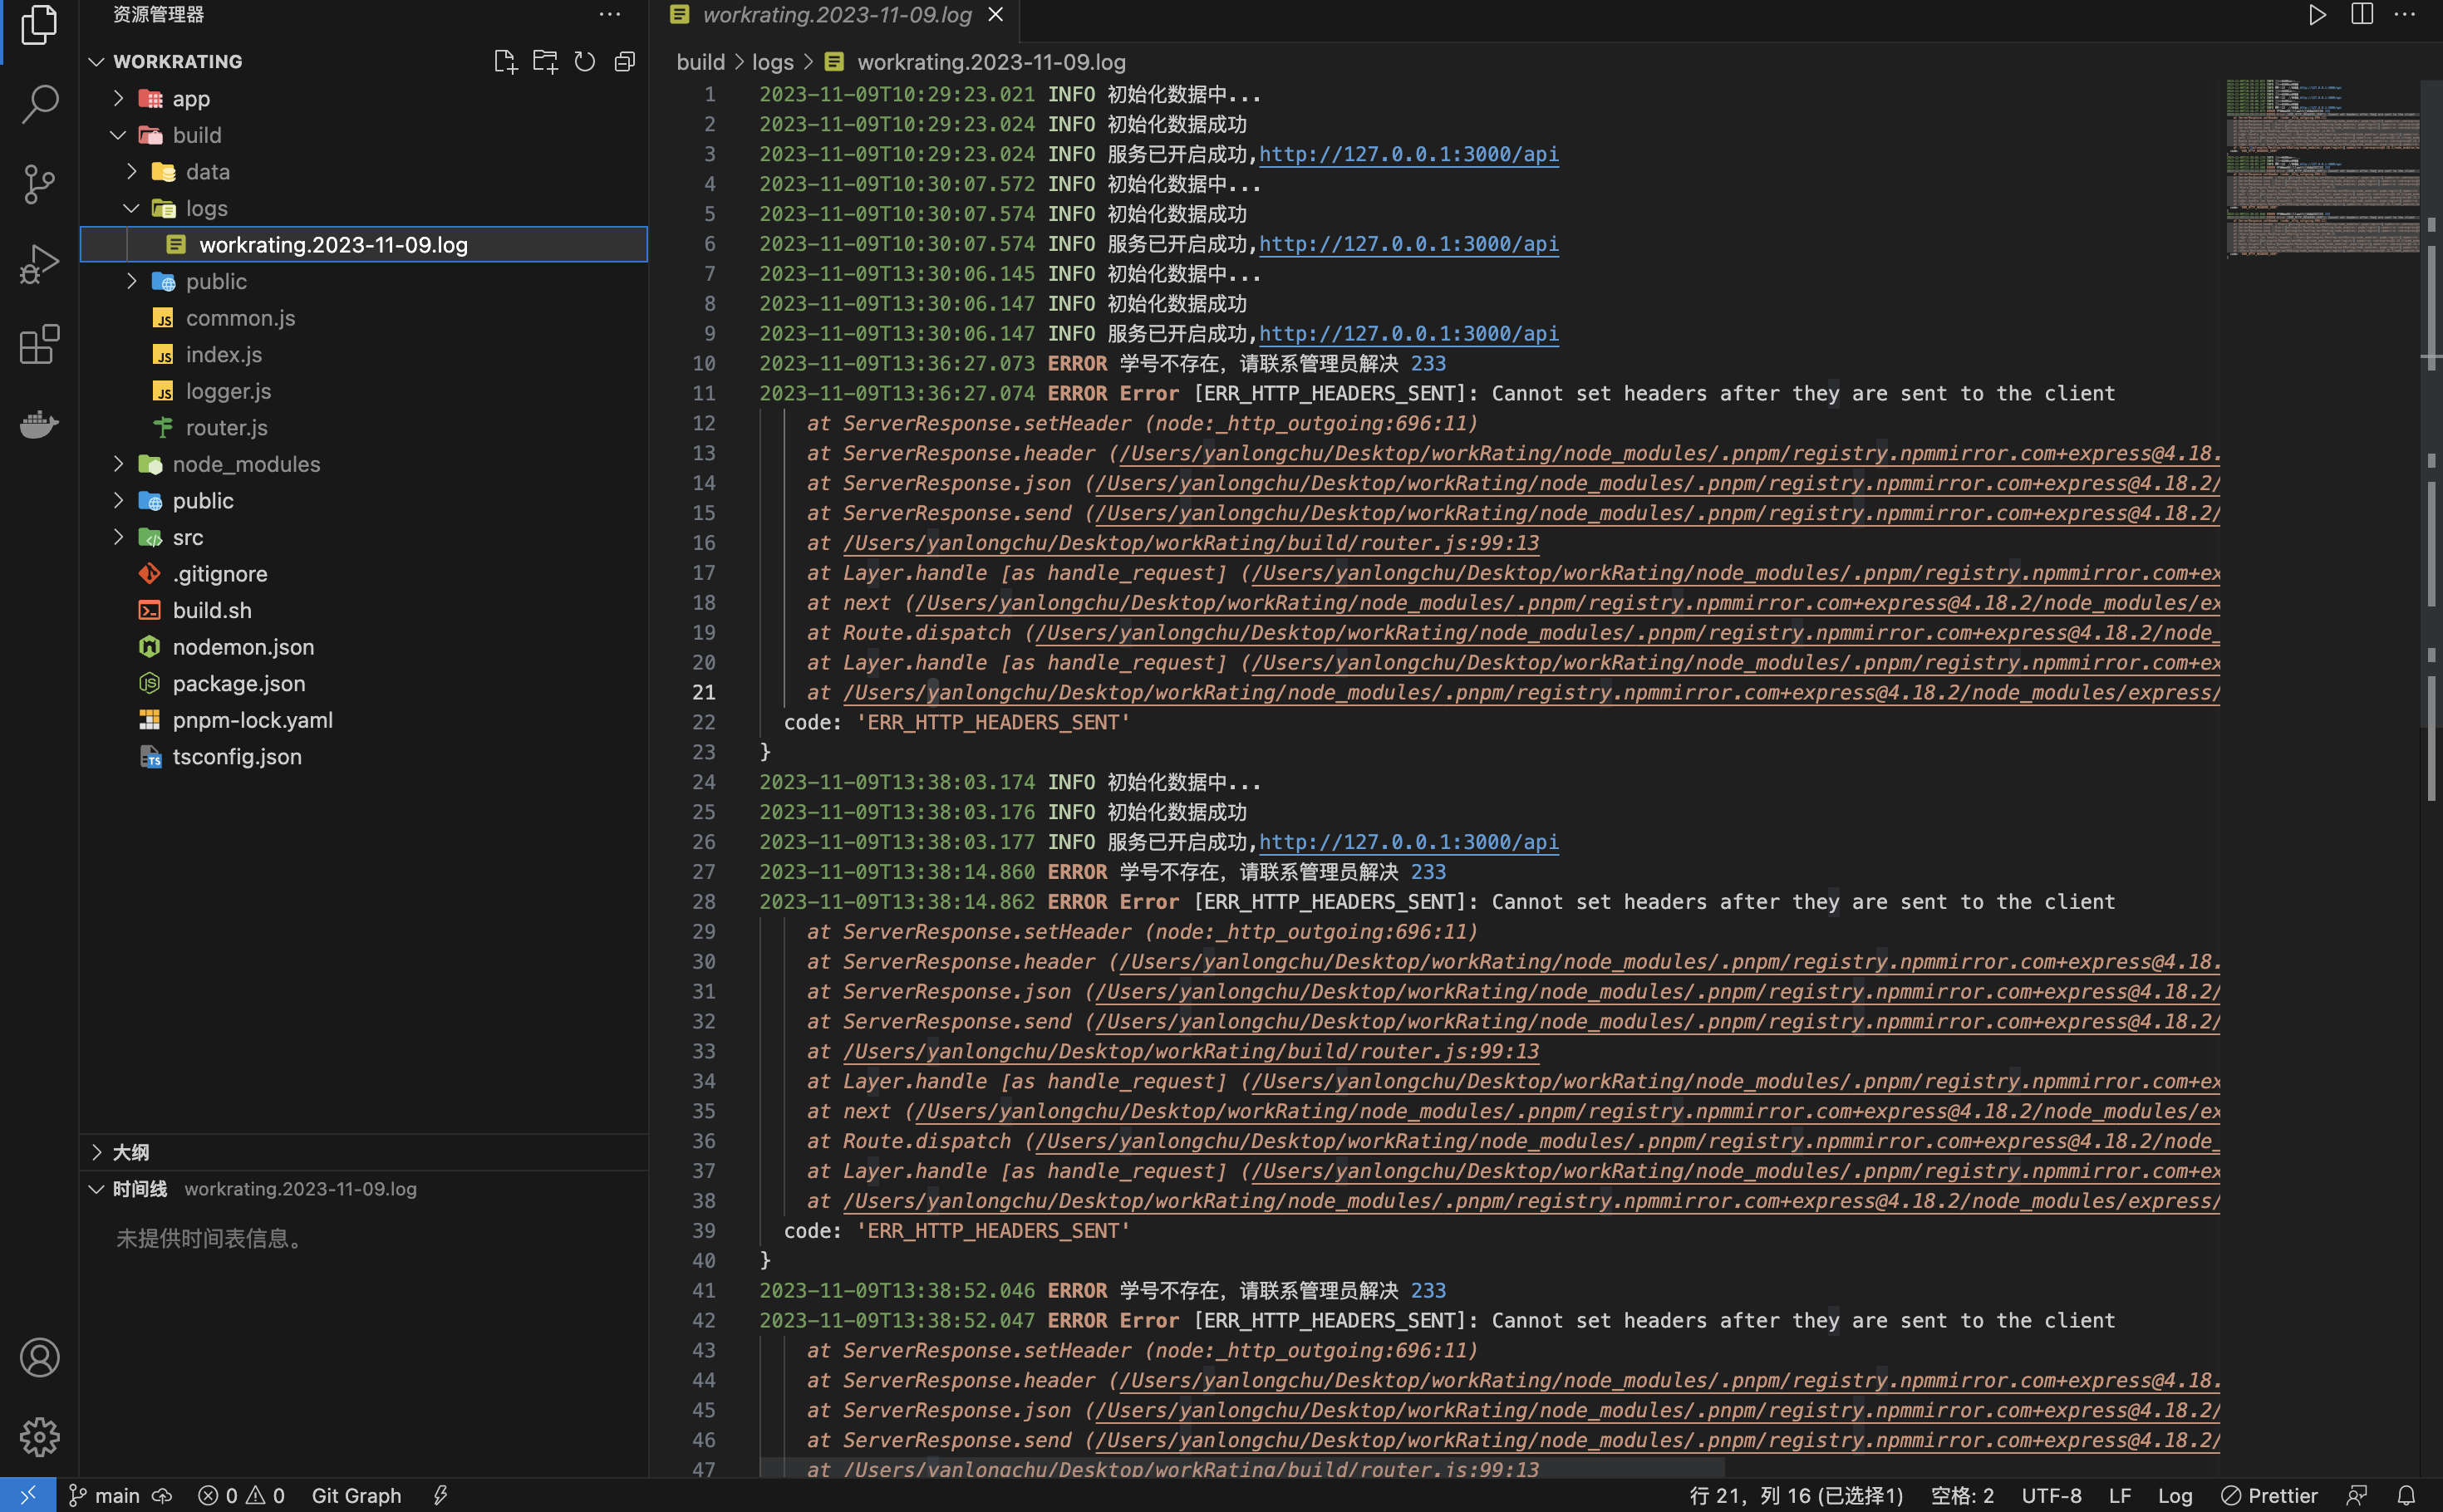 资源管理器
WORKRATING
app
build
data
logs
workrating.2023-11-09.log
public
common.js
index.js
logger.js
router.js
node_modules
public
src
.gitignore
build.sh
nodemon.json
package.json
pnpm-lock.yaml
tsconfig.json
大纲
时间线 workrating.2023-11-09.log
未提供时间表信息。
workrating.2023-11-09.log
build > logs > workrating.2023-11-09.log
1 2023-11-09T10:29:23.021 INFO 初始化数据中...
2 2023-11-09T10:29:23.024 INFO 初始化数据成功
3 2023-11-09T10:29:23.024 INFO 服务已开启成功,http://127.0.0.1:3000/api
4 2023-11-09T10:30:07.572 INFO 初始化数据中...
5 2023-11-09T10:30:07.574 INFO 初始化数据成功
6 2023-11-09T10:30:07.574 INFO 服务已开启成功,http://127.0.0.1:3000/api
7 2023-11-09T13:30:06.145 INFO 初始化数据中...
8 2023-11-09T13:30:06.147 INFO 初始化数据成功
9 2023-11-09T13:30:06.147 INFO 服务已开启成功,http://127.0.0.1:3000/api
10 2023-11-09T13:36:27.073 ERROR 学号不存在，请联系管理员解决 233
11 2023-11-09T13:36:27.074 ERROR Error [ERR_HTTP_HEADERS_SENT]: Cannot set headers after they are sent to the client
12 at ServerResponse.setHeader (node:_http_outgoing:696:11)
13 at ServerResponse.header (/Users/yanlongchu/Desktop/workRating/node_modules/.pnpm/registry.npmmirror.com+express@4.18.
14 at ServerResponse.json (/Users/yanlongchu/Desktop/workRating/node_modules/.pnpm/registry.npmmirror.com+express@4.18.2/
15 at ServerResponse.send (/Users/yanlongchu/Desktop/workRating/node_modules/.pnpm/registry.npmmirror.com+express@4.18.2/
16 at /Users/yanlongchu/Desktop/workRating/build/router.js:99:13
17 at Layer.handle [as handle_request] (/Users/yanlongchu/Desktop/workRating/node_modules/.pnpm/registry.npmmirror.com+ex
18 at next (/Users/yanlongchu/Desktop/workRating/node_modules/.pnpm/registry.npmmirror.com+express@4.18.2/node_modules/ex
19 at Route.dispatch (/Users/yanlongchu/Desktop/workRating/node_modules/.pnpm/registry.npmmirror.com+express@4.18.2/node_
20 at Layer.handle [as handle_request] (/Users/yanlongchu/Desktop/workRating/node_modules/.pnpm/registry.npmmirror.com+ex
21 at /Users/yanlongchu/Desktop/workRating/node_modules/.pnpm/registry.npmmirror.com+express@4.18.2/node_modules/express/
22 code: 'ERR_HTTP_HEADERS_SENT'
23 }
24 2023-11-09T13:38:03.174 INFO 初始化数据中...
25 2023-11-09T13:38:03.176 INFO 初始化数据成功
26 2023-11-09T13:38:03.177 INFO 服务已开启成功,http://127.0.0.1:3000/api
27 2023-11-09T13:38:14.860 ERROR 学号不存在，请联系管理员解决 233
28 2023-11-09T13:38:14.862 ERROR Error [ERR_HTTP_HEADERS_SENT]: Cannot set headers after they are sent to the client
29 at ServerResponse.setHeader (node:_http_outgoing:696:11)
30 at ServerResponse.header (/Users/yanlongchu/Desktop/workRating/node_modules/.pnpm/registry.npmmirror.com+express@4.18.
31 at ServerResponse.json (/Users/yanlongchu/Desktop/workRating/node_modules/.pnpm/registry.npmmirror.com+express@4.18.2/
32 at ServerResponse.send (/Users/yanlongchu/Desktop/workRating/node_modules/.pnpm/registry.npmmirror.com+express@4.18.2/
33 at /Users/yanlongchu/Desktop/workRating/build/router.js:99:13
34 at Layer.handle [as handle_request] (/Users/yanlongchu/Desktop/workRating/node_modules/.pnpm/registry.npmmirror.com+ex
35 at next (/Users/yanlongchu/Desktop/workRating/node_modules/.pnpm/registry.npmmirror.com+express@4.18.2/node_modules/ex
36 at Route.dispatch (/Users/yanlongchu/Desktop/workRating/node_modules/.pnpm/registry.npmmirror.com+express@4.18.2/node_
37 at Layer.handle [as handle_request] (/Users/yanlongchu/Desktop/workRating/node_modules/.pnpm/registry.npmmirror.com+ex
38 at /Users/yanlongchu/Desktop/workRating/node_modules/.pnpm/registry.npmmirror.com+express@4.18.2/node_modules/express/
39 code: 'ERR_HTTP_HEADERS_SENT'
40 }
41 2023-11-09T13:38:52.046 ERROR 学号不存在，请联系管理员解决 233
42 2023-11-09T13:38:52.047 ERROR Error [ERR_HTTP_HEADERS_SENT]: Cannot set headers after they are sent to the client
43 at ServerResponse.setHeader (node:_http_outgoing:696:11)
44 at ServerResponse.header (/Users/yanlongchu/Desktop/workRating/node_modules/.pnpm/registry.npmmirror.com+express@4.18.
45 at ServerResponse.json (/Users/yanlongchu/Desktop/workRating/node_modules/.pnpm/registry.npmmirror.com+express@4.18.2/
46 at ServerResponse.send (/Users/yanlongchu/Desktop/workRating/node_modules/.pnpm/registry.npmmirror.com+express@4.18.2/
47 at /Users/yanlongchu/Desktop/workRating/build/router.js:99:13
main 0 0 Git Graph 行 21，列 16 (已选择1) 空格: 2 UTF-8 LF Log Prettier